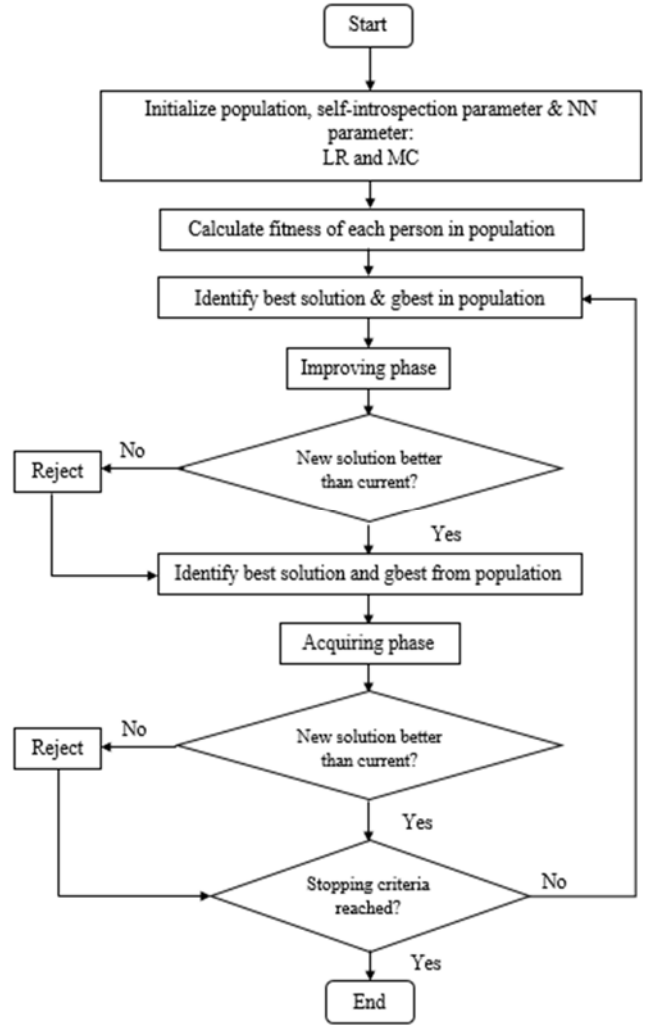 Start
Initialize population, self-introspection parameter & NN
parameter:
LR and MC
Calculate fitness of each person in population
Identify best solution & gbest in population
Improving phase
New solution better
than current?
No
Reject
Yes
Identify best solution and gbest from population
Acquiring phase
New solution better
than current?
No
Reject
Yes
Stopping criteria
reached?
No
Yes
End